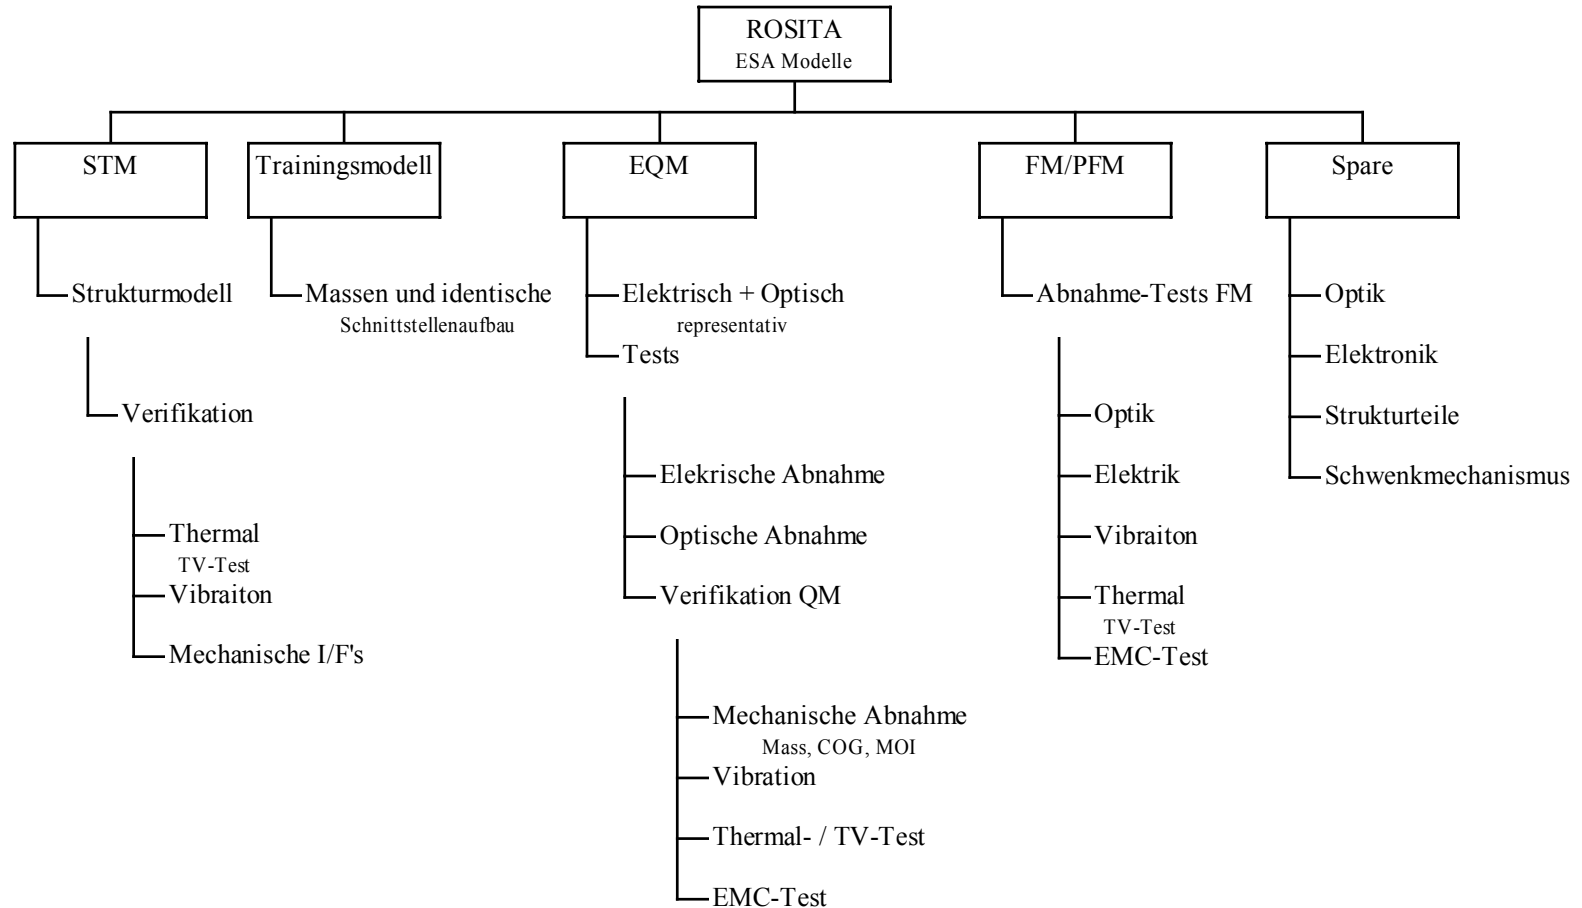 ROSITA
ESA Modelle
STM
Trainingsmodell
EQM
FM/PFM
Spare
Strukturmodell
Verifikation
Thermal
TV-Test
Vibraiton
Mechanische I/F's
Massen und identische
Schnittstellenaufbau
Elektrisch + Optisch
representativ
Tests
Elekrische Abnahme
Optische Abnahme
Verifikation QM
Mechanische Abnahme
Mass, COG, MOI
Vibration
Thermal- / TV-Test
EMC-Test
Abnahme-Tests FM
Optik
Elektrik
Vibraiton
Thermal
TV-Test
EMC-Test
Optik
Elektronik
Strukturteile
Schwenkmechanismus